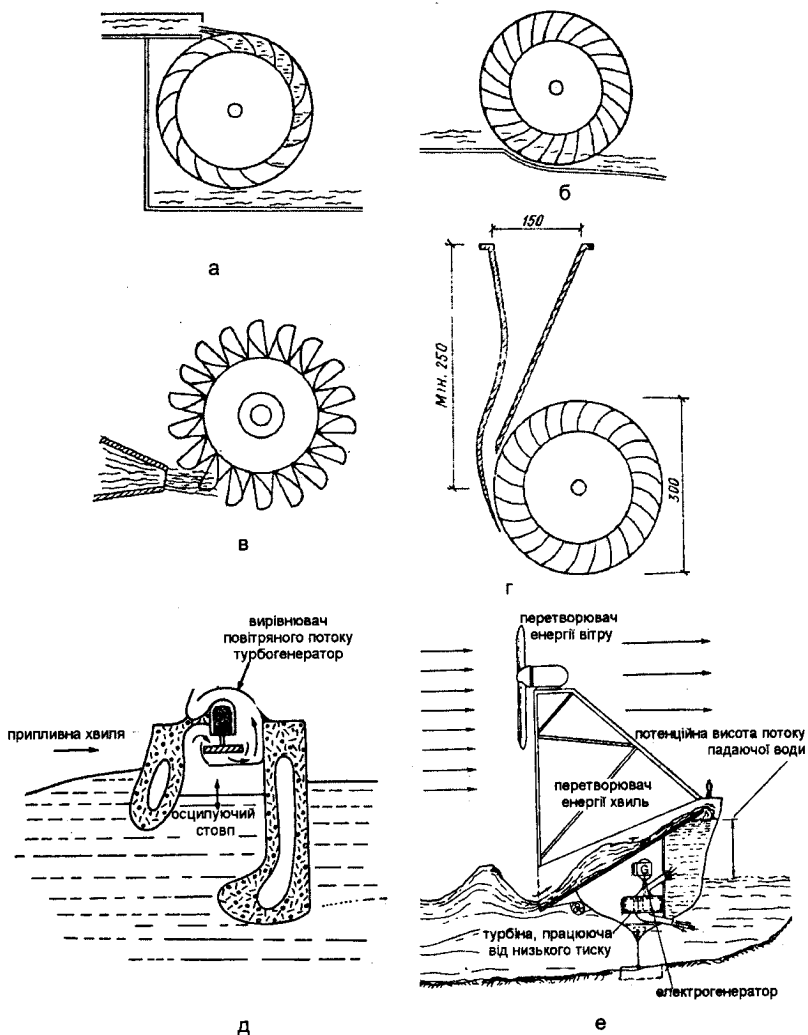 а
б
150
Мін. 250
300
в
г
вирівнювач
повітряного потоку
турбогенератор
припливна хвиля
осцилуючий
стовп
д
перетворювач
енергії вітру
потенційна висота потоку
падаючої води
перетворювач
енергії хвиль
G
турбіна, працююча
від низького тиску
електрогенератор
е